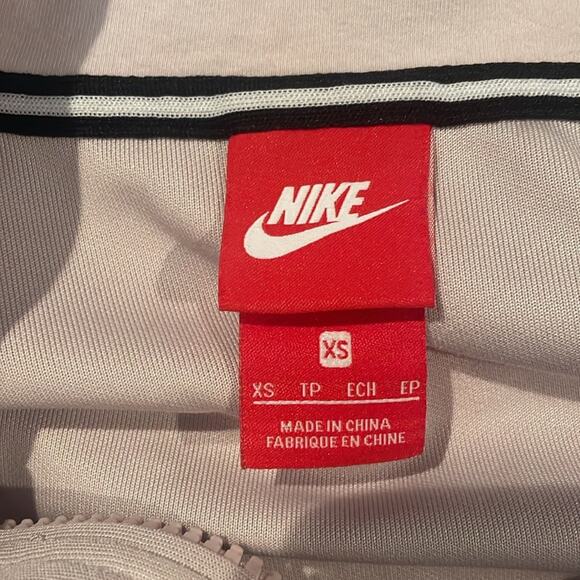 NIKE
XS
XS TP ECH EP
MADE IN CHINA
FABRIQUE EN CHINE